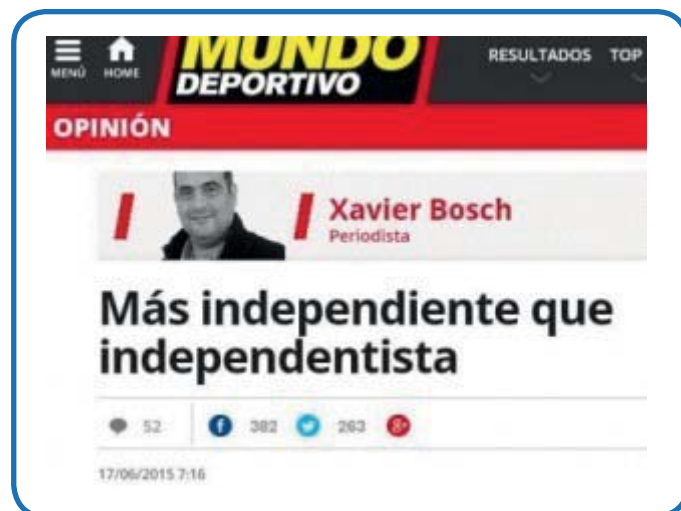 MENÚ HOME MUNDO DEPORTIVO RESULTADOS TOP
OPINIÓN
Xavier Bosch
Periodista
Más independiente que
independentista
52 f 382 263 g+
17/06/2015 7:16